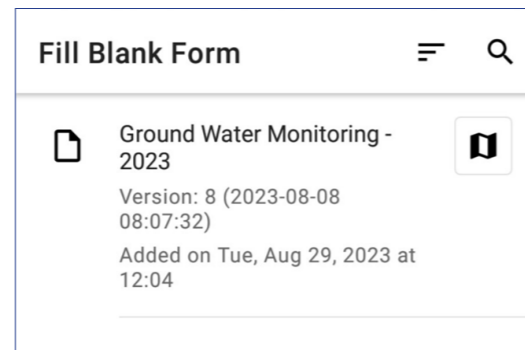 Fill Blank Form
Ground Water Monitoring -
2023
Version: 8 (2023-08-08
08:07:32)
Added on Tue, Aug 29, 2023 at
12:04